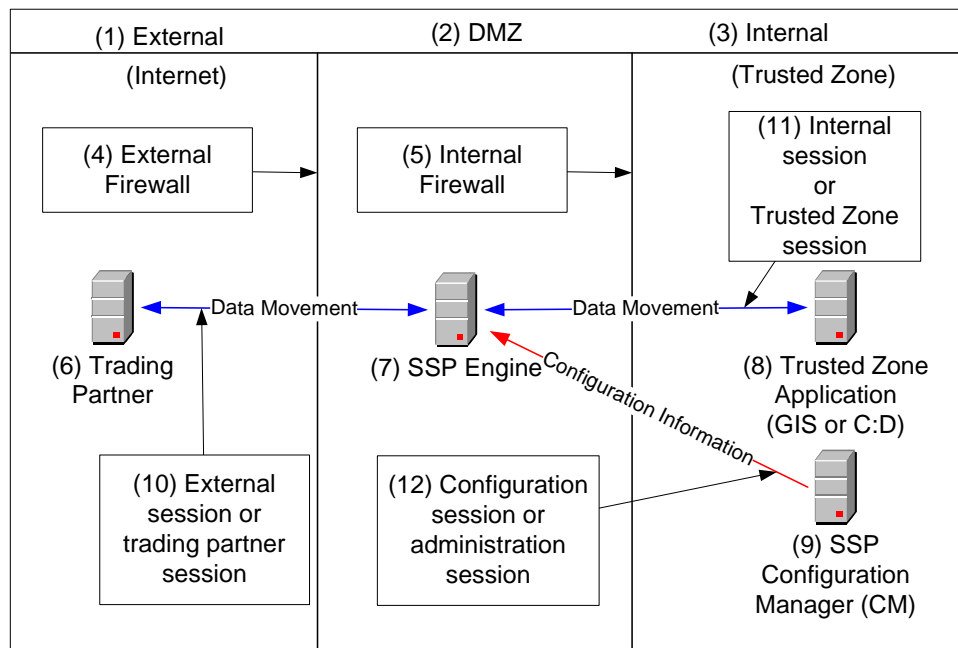 (1) External
(2) DMZ
(3) Internal
(Internet)
(Trusted Zone)
(4) External
Firewall
(5) Internal
Firewall
(11) Internal
session
or
Trusted Zone
session
Data Movement
Data Movement
(6) Trading
Partner
(7) SSP Engine
(8) Trusted Zone
Application
(GIS or C:D)
Configuration Information
(10) External
session or
trading partner
session
(12) Configuration
session or
administration
session
(9) SSP
Configuration
Manager (CM)